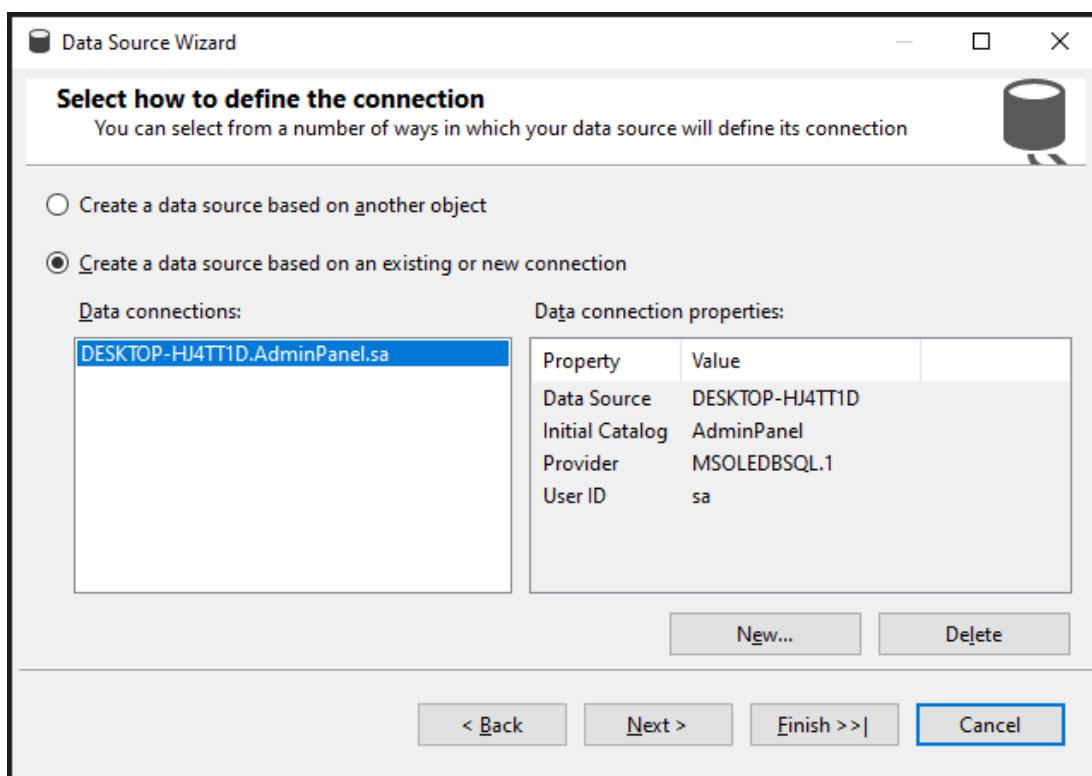 Data Source Wizard
Select how to define the connection
You can select from a number of ways in which your data source will define its connection
Create a data source based on another object
Create a data source based on an existing or new connection
Data connections:
DESKTOP-HJ4TT1D.AdminPanel.sa
Data connection properties:
Property Value
Data Source DESKTOP-HJ4TT1D
Initial Catalog AdminPanel
Provider MSOLEDBSQL.1
User ID sa
New...
Delete
< Back
Next >
Finish >>|
Cancel